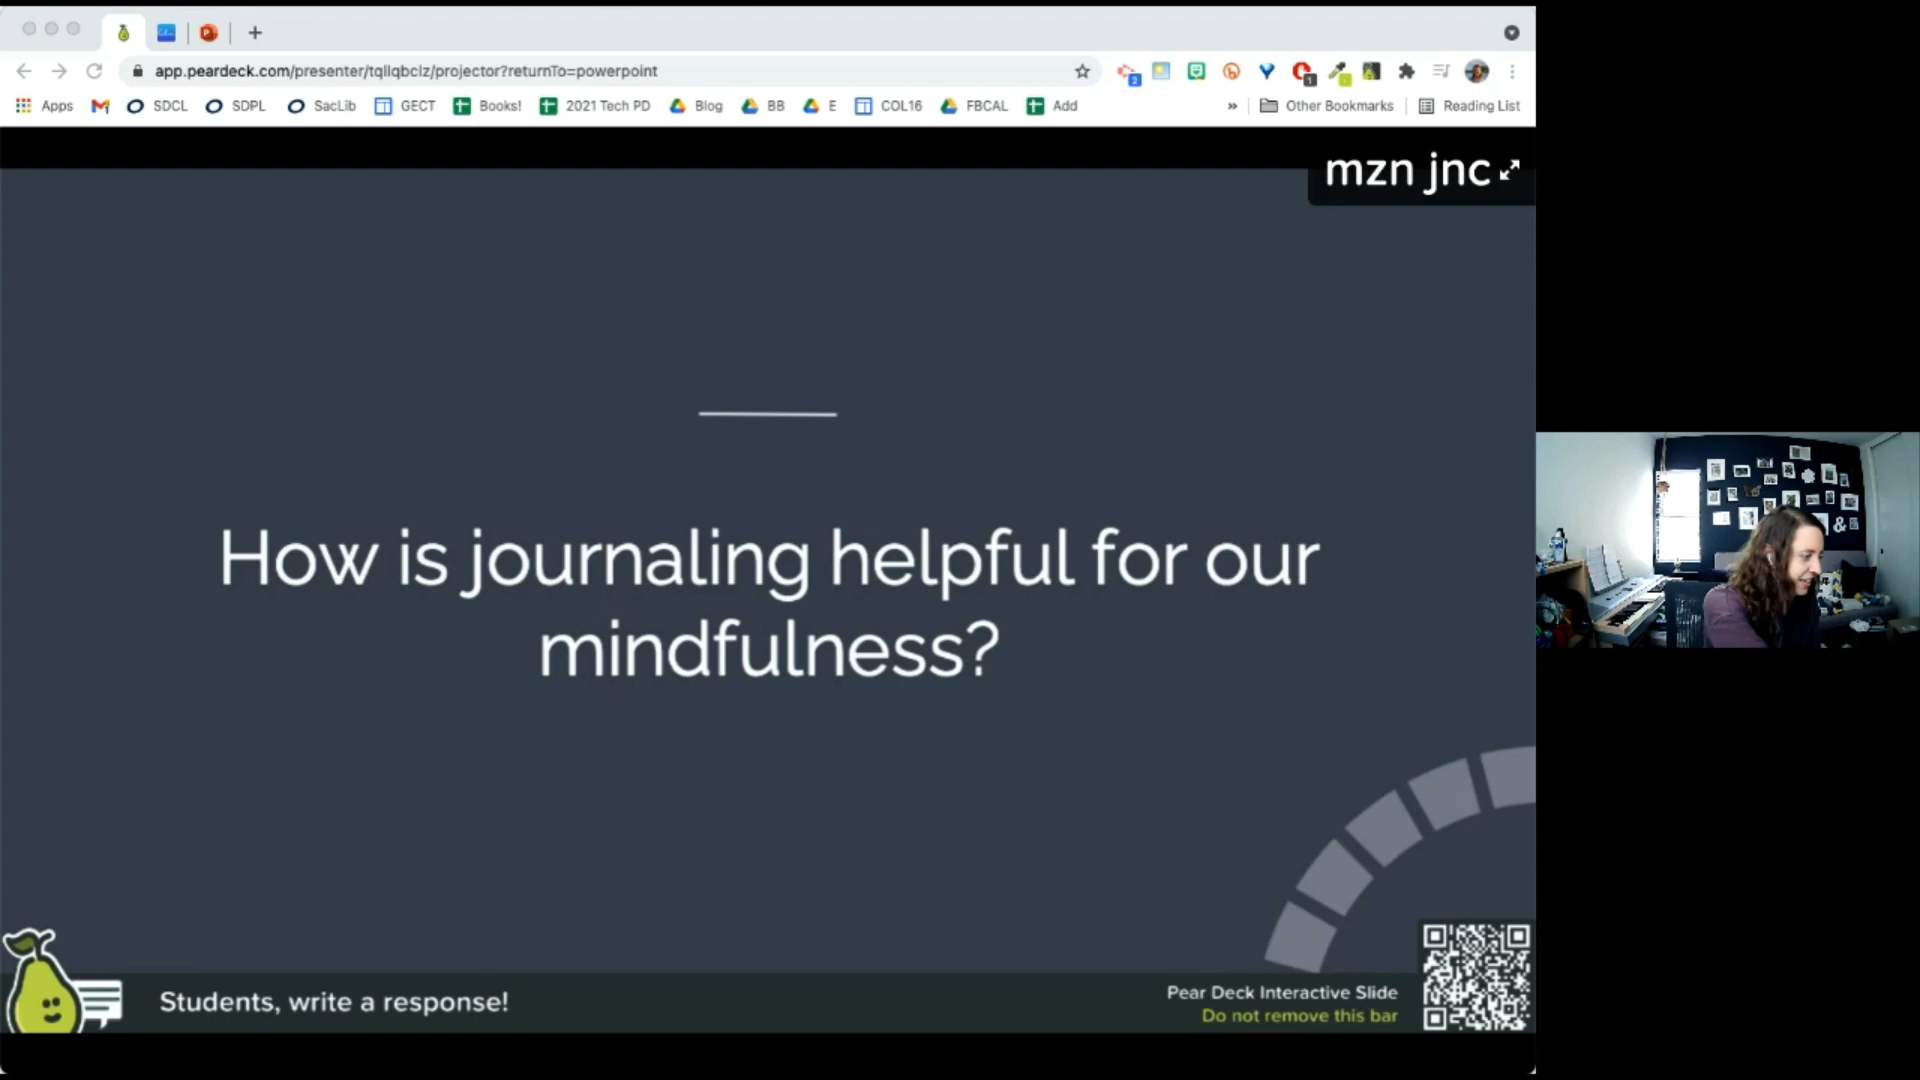 app.peardeck.com/presenter/tqllqbclz/projector?returnTo=powerpoint
Apps SDCL SDPL SacLib GECT Books! 2021 Tech PD Blog BB E COL16 FBCAL Add » Other Bookmarks Reading List
mzn jnc
How is journaling helpful for our
mindfulness?
Students, write a response!
Pear Deck Interactive Slide
Do not remove this bar